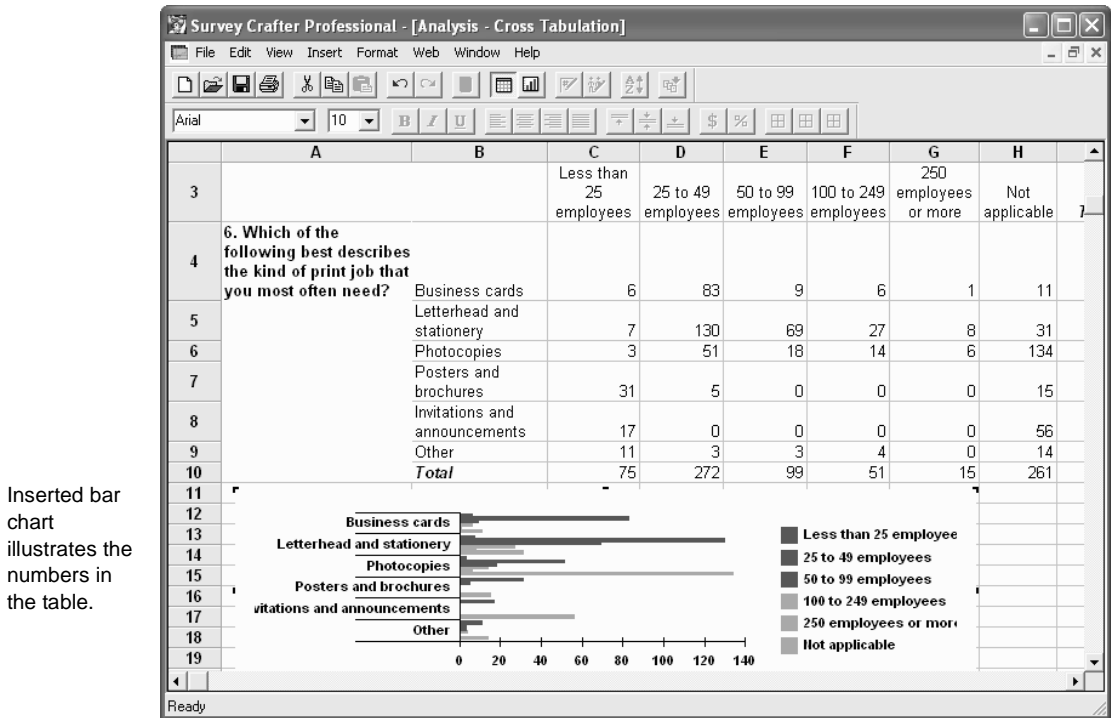 Survey Crafter Professional - [Analysis - Cross Tabulation]
File Edit View Insert Format Web Window Help
Arial 10 B I U $ %
A B C D E F G H
3 Less than 25 employees 25 to 49 employees 50 to 99 employees 100 to 249 employees 250 employees or more Not applicable
4 6. Which of the following best describes the kind of print job that you most often need? Business cards 6 83 9 6 1 11
5 Letterhead and stationery 7 130 69 27 8 31
6 Photocopies 3 51 18 14 6 134
7 Posters and brochures 31 5 0 0 0 15
8 Invitations and announcements 17 0 0 0 0 56
9 Other 11 3 3 4 0 14
10 Total 75 272 99 51 15 261
11
12
13
14
15
16
17
18
19
Business cards
Letterhead and stationery
Photocopies
Posters and brochures
vitations and announcements
Other
0 20 40 60 80 100 120 140
Less than 25 employee
25 to 49 employees
50 to 99 employees
100 to 249 employees
250 employees or mor
Not applicable
Ready
Inserted bar
chart
illustrates the
numbers in
the table.